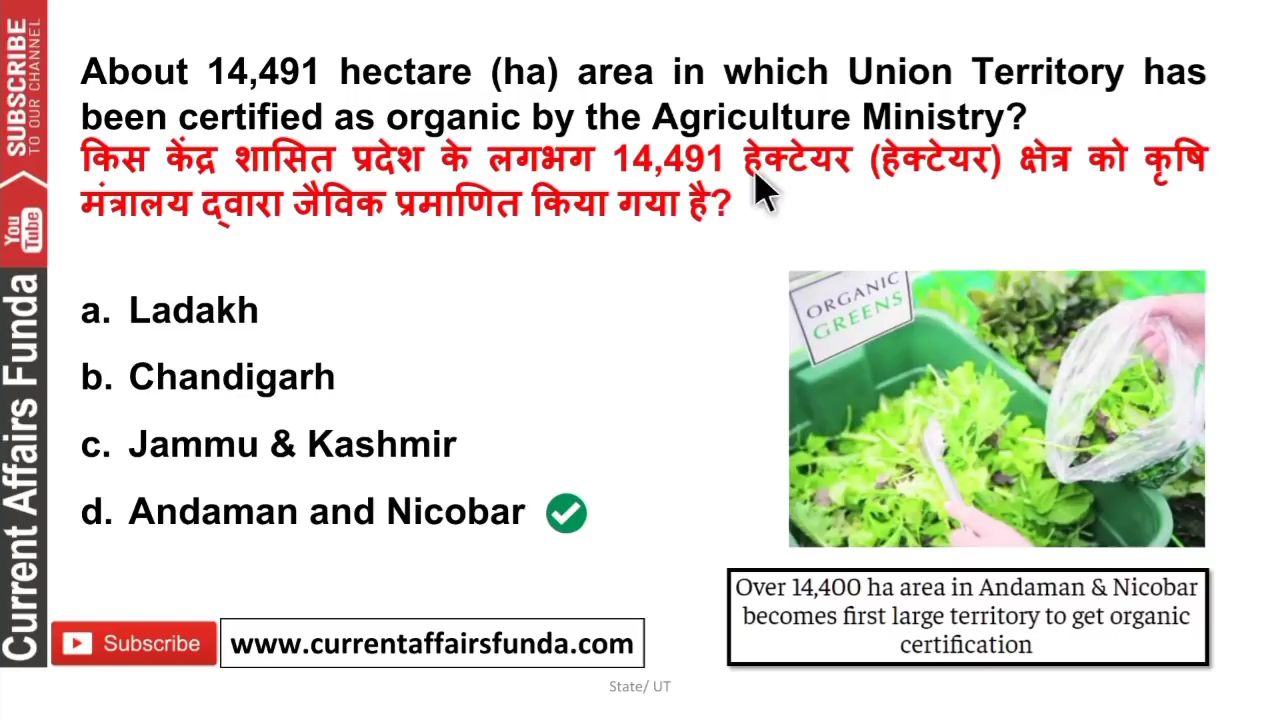 About 14,491 hectare (ha) area in which Union Territory has
been certified as organic by the Agriculture Ministry?
किस केंद्र शासित प्रदेश के लगभग 14,491 हेक्टेयर (हेक्टेयर) क्षेत्र को कृषि
मंत्रालय द्वारा जैविक प्रमाणित किया गया है?
a. Ladakh
b. Chandigarh
c. Jammu & Kashmir
d. Andaman and Nicobar
ORGANIC
GREENS
Over 14,400 ha area in Andaman & Nicobar
becomes first large territory to get organic
certification
SUBSCRIBE
TO OUR CHANNEL
You
Tube
Current Affairs Funda
Subscribe
www.currentaffairsfunda.com
State/ UT